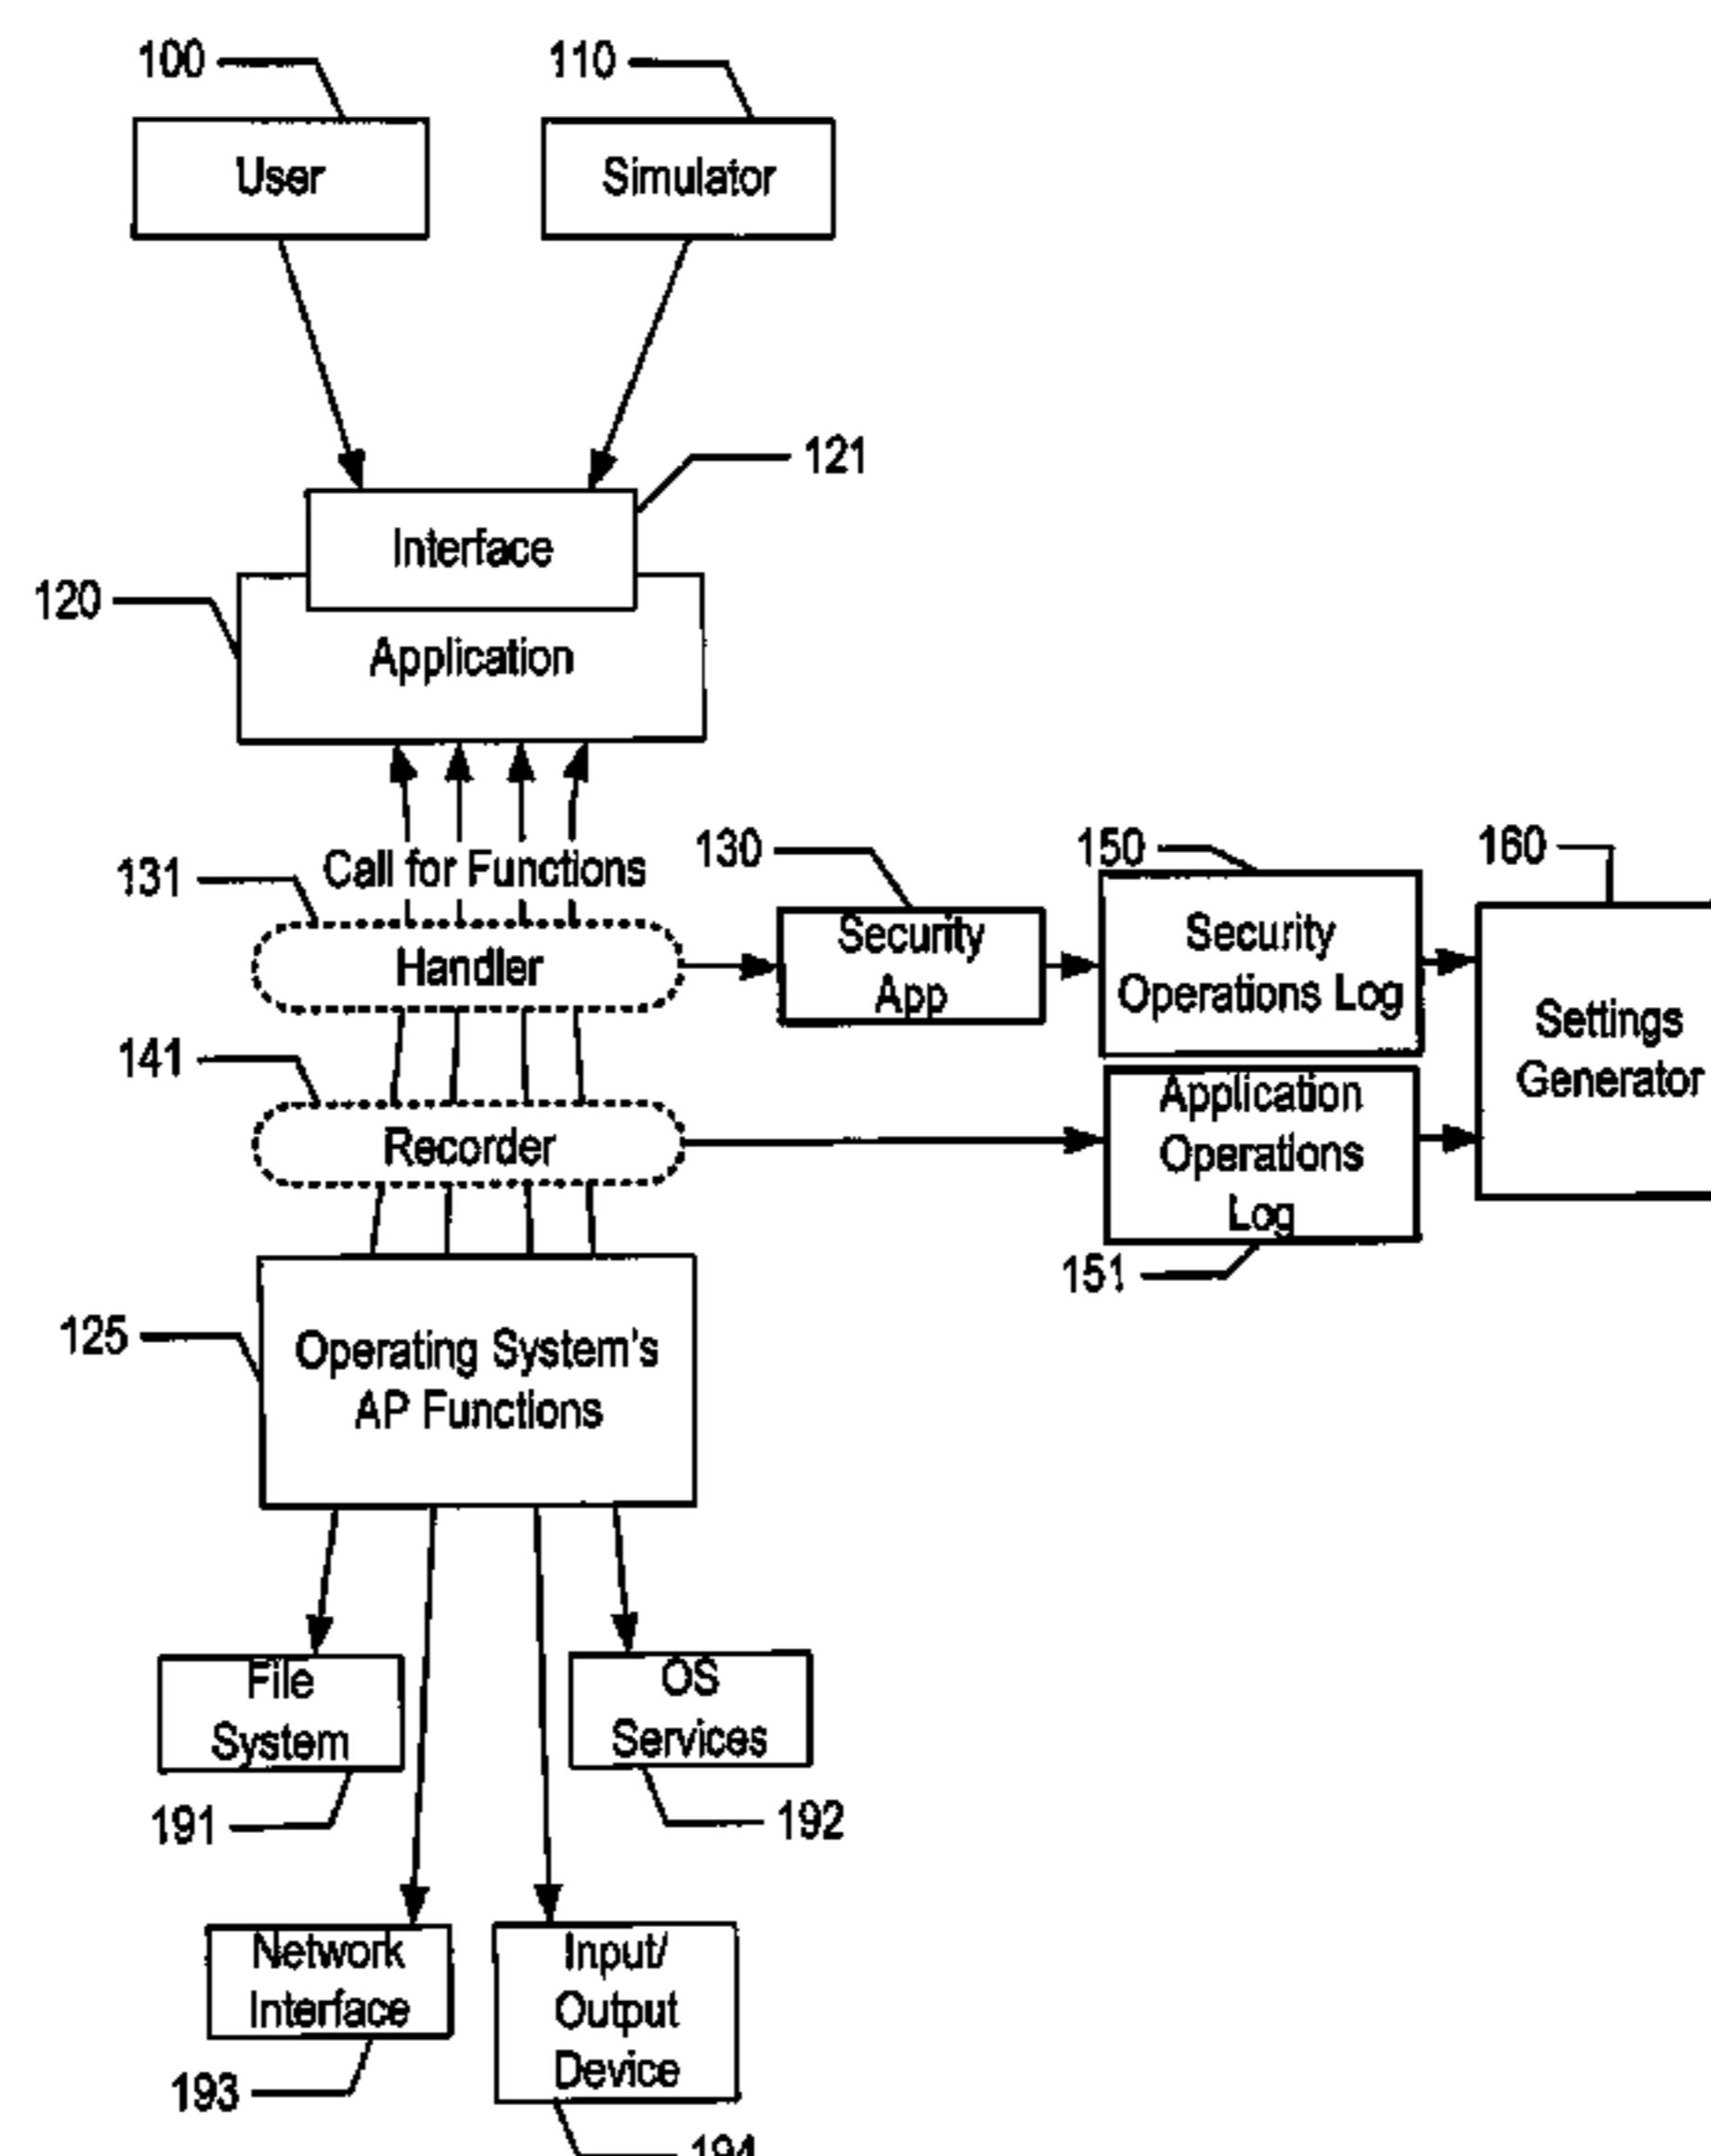 100
110
User
Simulator
121
Interface
120
Application
Call for Functions
131
130
150
160
Handler
Security
App
Security
Operations Log
Settings
Generator
141
Recorder
Application
Operations
Log
151
125
Operating System's
AP Functions
File
System
OS
Services
191
192
Network
Interface
Input/
Output
Device
193
194